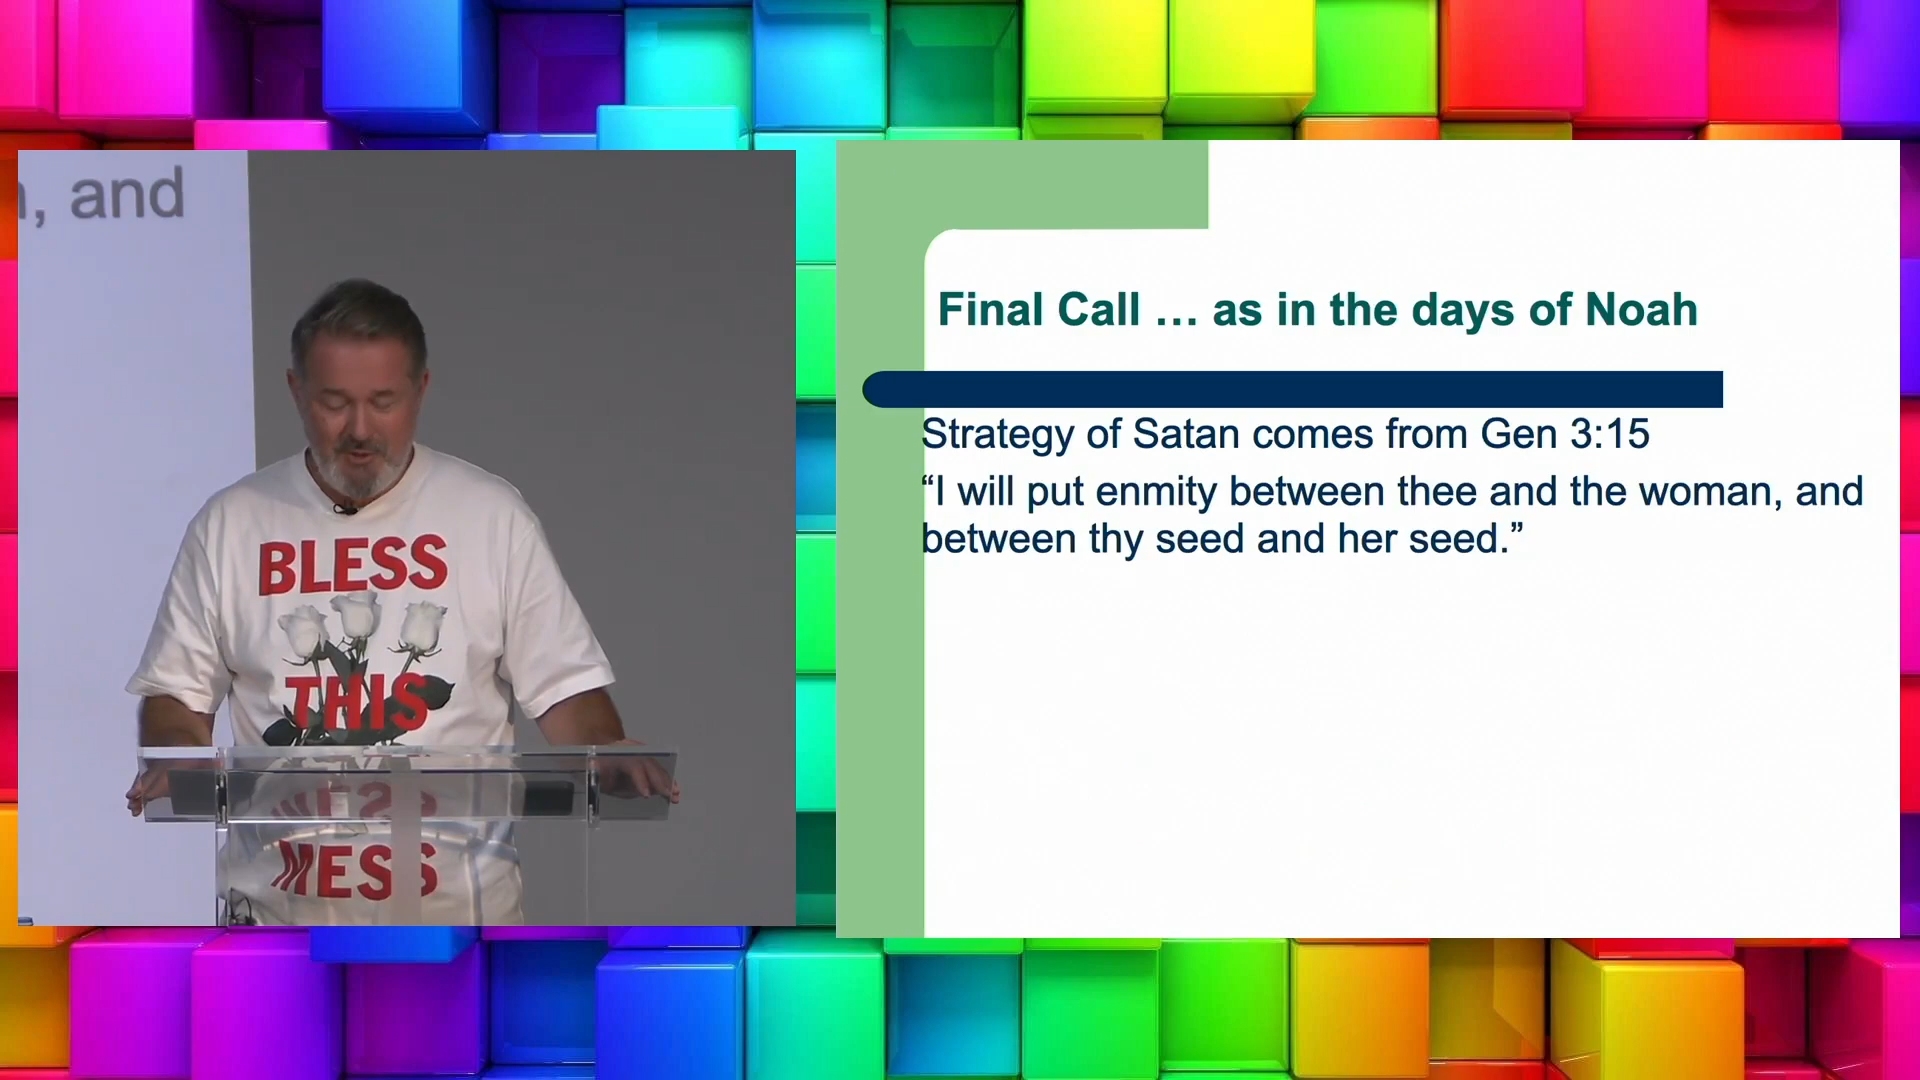 , and
BLESS
THIS
MESS
Final Call … as in the days of Noah
Strategy of Satan comes from Gen 3:15
“I will put enmity between thee and the woman, and
between thy seed and her seed.”